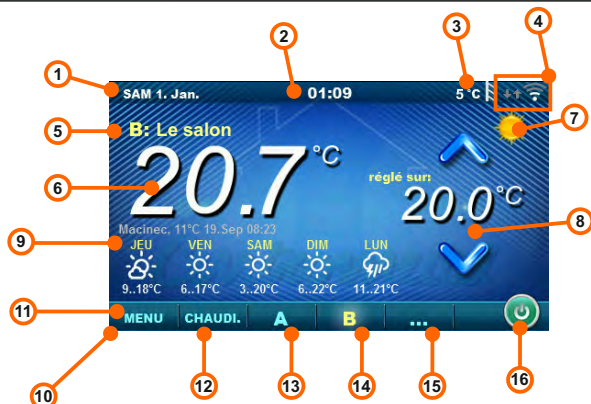 1 2 3 4
SAM 1. Jan. 01:09 5 °C
5 B: Le salon 7
6 20.7 °C réglé sur: 20.0 °C 8
Macinec, 11°C 19.Sep 08:23
9 JEU VEN SAM DIM LUN
9..18°C 6..17°C 3..20°C 6..22°C 11..21°C
11 MENU CHAUDI. A B ...
10 12 13 14 15 16